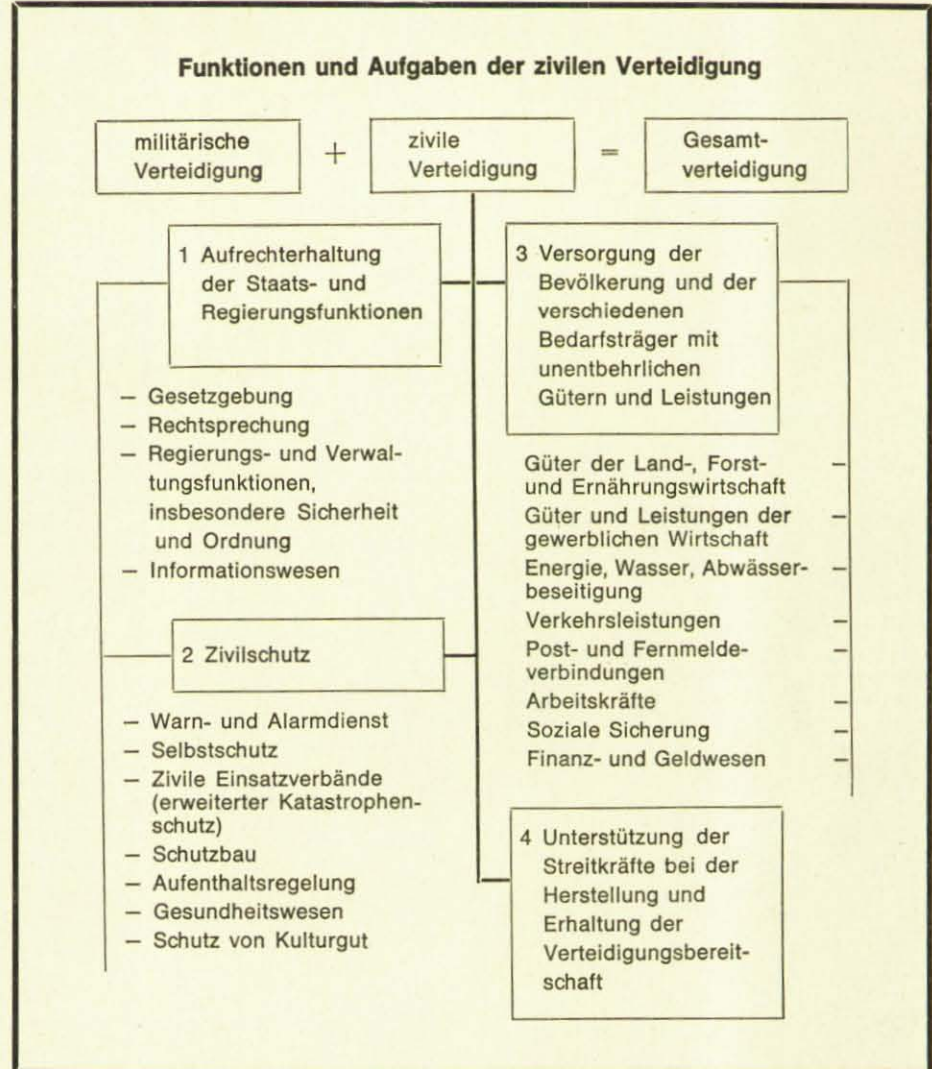 Funktionen und Aufgaben der zivilen Verteidigung
militärische
Verteidigung
+
zivile
Verteidigung
=
Gesamt-
verteidigung
1 Aufrechterhaltung
der Staats- und
Regierungsfunktionen
– Gesetzgebung
– Rechtsprechung
– Regierungs- und Verwal-
tungsfunktionen,
insbesondere Sicherheit
und Ordnung
– Informationswesen
2 Zivilschutz
– Warn- und Alarmdienst
– Selbstschutz
– Zivile Einsatzverbände
(erweiterter Katastrophen-
schutz)
– Schutzbau
– Aufenthaltsregelung
– Gesundheitswesen
– Schutz von Kulturgut
3 Versorgung der
Bevölkerung und der
verschiedenen
Bedarfsträger mit
unentbehrlichen
Gütern und Leistungen
Güter der Land-, Forst- –
und Ernährungswirtschaft
Güter und Leistungen der –
gewerblichen Wirtschaft
Energie, Wasser, Abwässer- –
beseitigung
Verkehrsleistungen –
Post- und Fernmelde- –
verbindungen
Arbeitskräfte –
Soziale Sicherung –
Finanz- und Geldwesen –
4 Unterstützung der
Streitkräfte bei der
Herstellung und
Erhaltung der
Verteidigungsbereit-
schaft